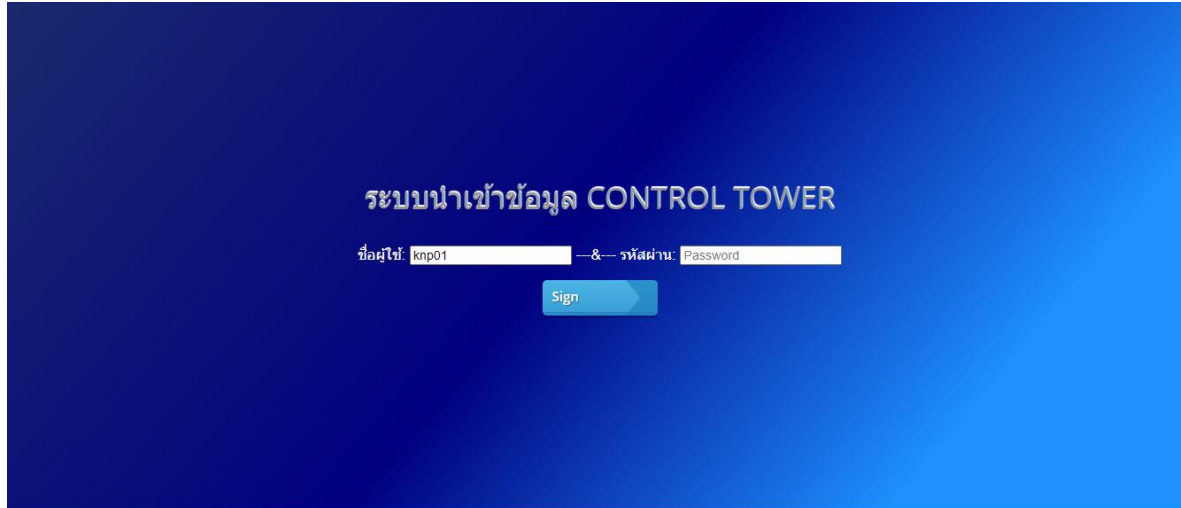 ระบบนำเข้าข้อมูล CONTROL TOWER
ชื่อผู้ใช้: knp01 ---&--- รหัสผ่าน: Password
Sign